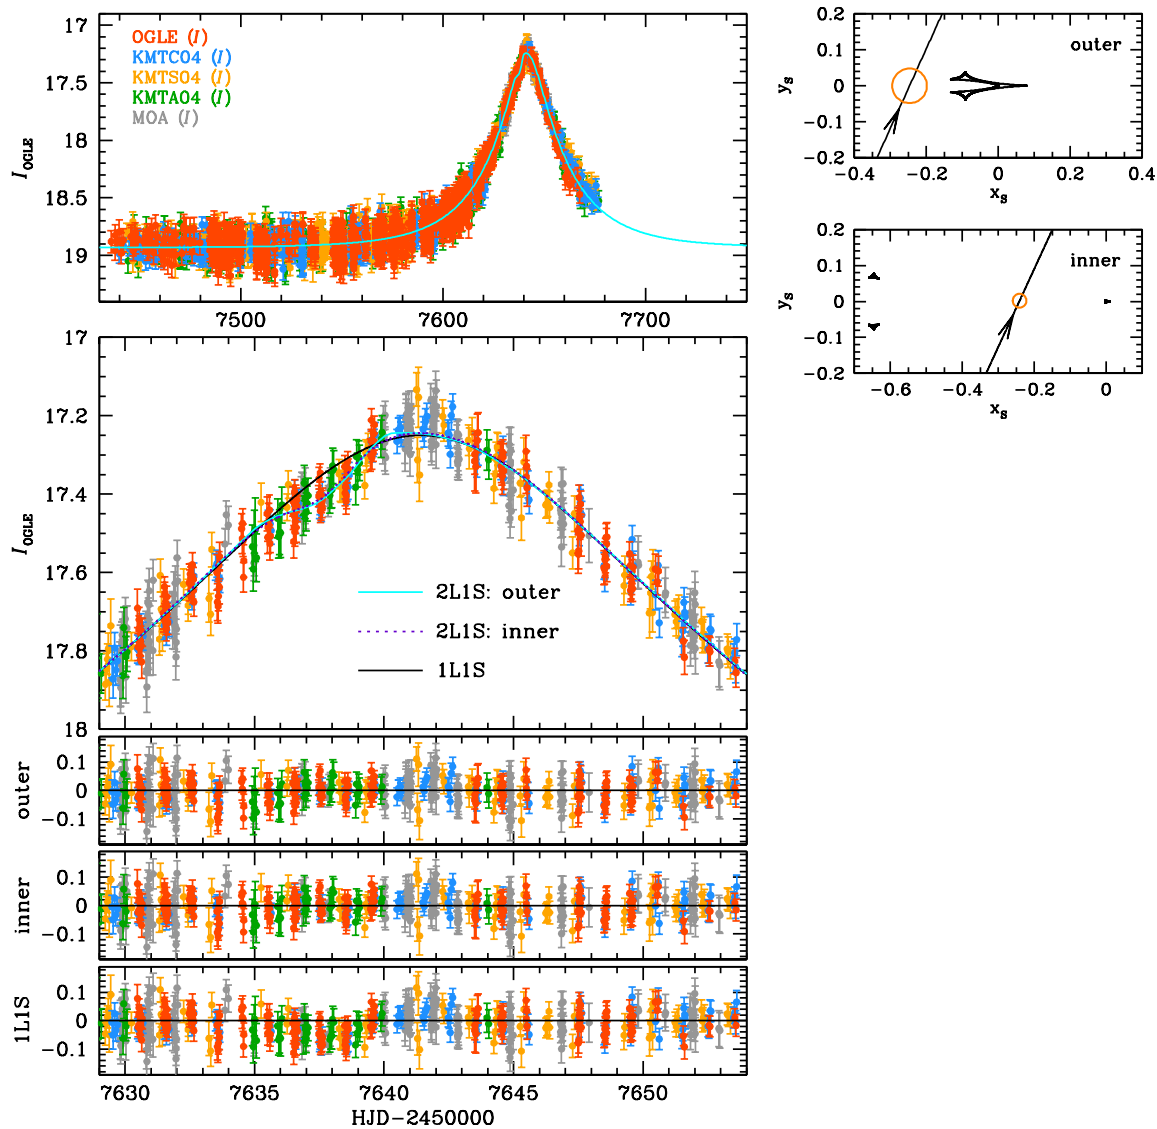 17
17.5
18
18.5
19
I_OGLE
OGLE (I)
KMTC04 (I)
KMTS04 (I)
KMTA04 (I)
MOA (I)
7500 7600 7700
0.2
0.1
0
−0.1
−0.2
y_S
outer
−0.4 −0.2 0 0.2 0.4
x_S
0.2
0.1
0
−0.1
−0.2
y_S
inner
−0.6 −0.4 −0.2 0
x_S
17
17.2
17.4
17.6
17.8
18
I_OGLE
2L1S: outer
2L1S: inner
1L1S
outer
0.1
0
−0.1
inner
0.1
0
−0.1
1L1S
0.1
0
−0.1
7630 7635 7640 7645 7650
HJD−2450000